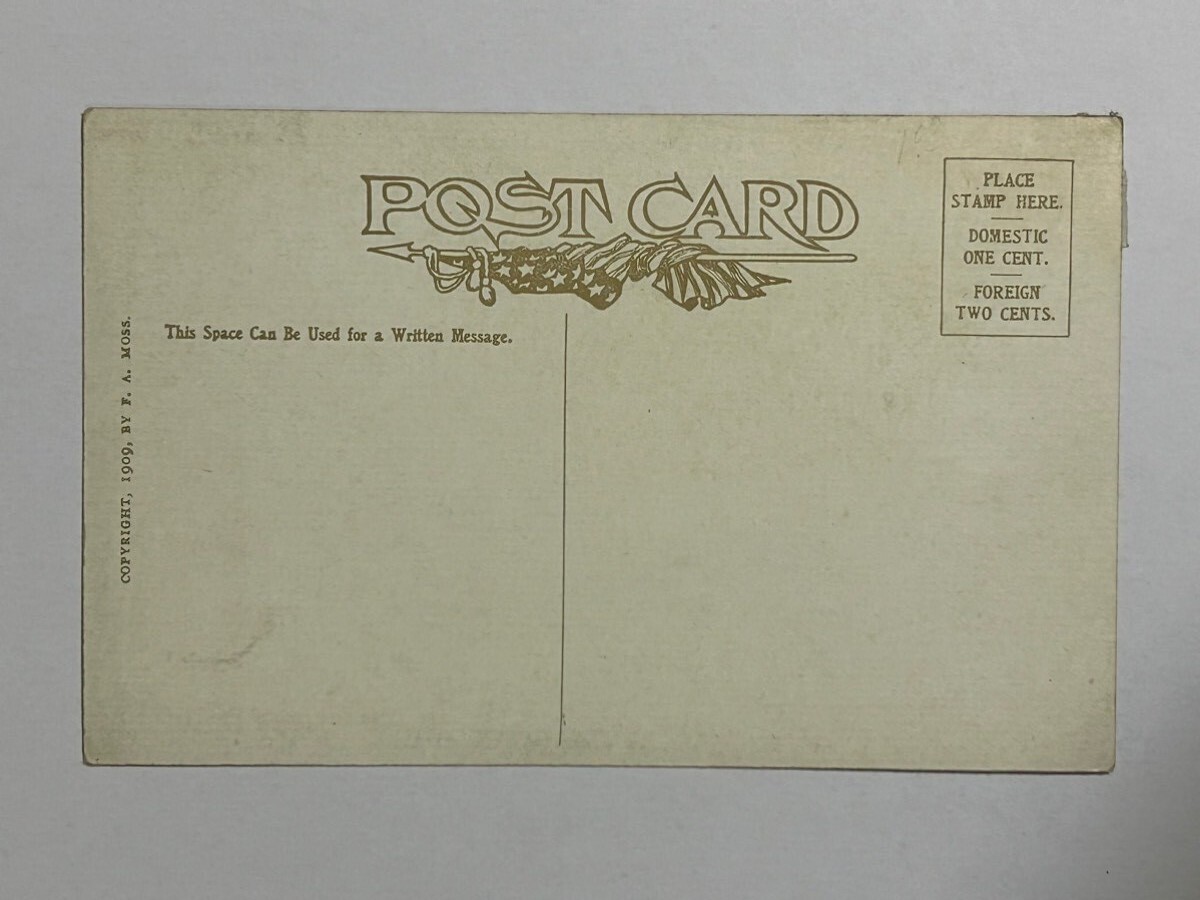 POST CARD
PLACE
STAMP HERE.
DOMESTIC
ONE CENT.
FOREIGN
TWO CENTS.
This Space Can Be Used for a Written Message.
COPYRIGHT, 1909, BY F. A. MOSS.